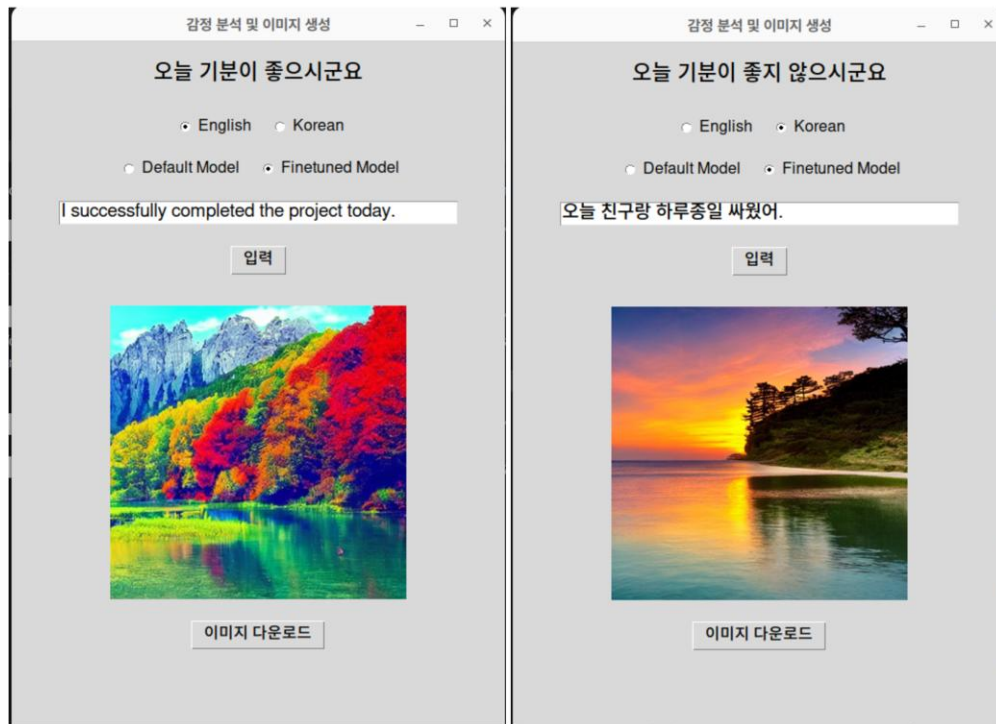 감정 분석 및 이미지 생성
오늘 기분이 좋으시군요
English Korean
Default Model Finetuned Model
I successfully completed the project today.
입력
이미지 다운로드
감정 분석 및 이미지 생성
오늘 기분이 좋지 않으시군요
English Korean
Default Model Finetuned Model
오늘 친구랑 하루종일 싸웠어.
입력
이미지 다운로드